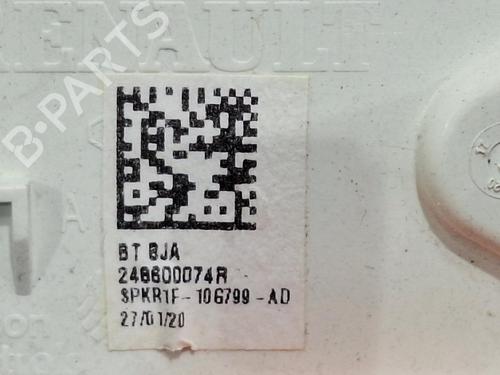 RENAULT
B-PARTS
BT BJA
248600074R
SPKR1F-10G799-AD
27/01/20
A